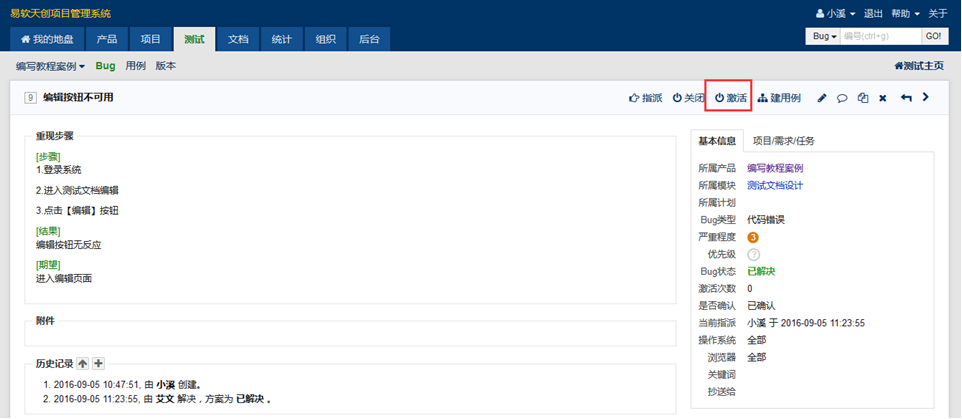 易软天创项目管理系统
小溪 退出 帮助 关于
我的地盘 产品 项目 测试 文档 统计 组织 后台
Bug 编号(ctrl+g) GO!
编写教程案例 Bug 用例 版本
测试主页
9 编辑按钮不可用
指派 关闭 激活 建用例
重现步骤
[步骤]
1.登录系统
2.进入测试文档编辑
3.点击【编辑】按钮
[结果]
编辑按钮无反应
[期望]
进入编辑页面
附件
历史记录
1. 2016-09-05 10:47:51, 由 小溪 创建。
2. 2016-09-05 11:23:55, 由 艾文 解决，方案为 已解决 。
基本信息 项目/需求/任务
所属产品 编写教程案例
所属模块 测试文档设计
所属计划
Bug类型 代码错误
严重程度 3
优先级 ?
Bug状态 已解决
激活次数 0
是否确认 已确认
当前指派 小溪 于 2016-09-05 11:23:55
操作系统 全部
浏览器 全部
关键词
抄送给